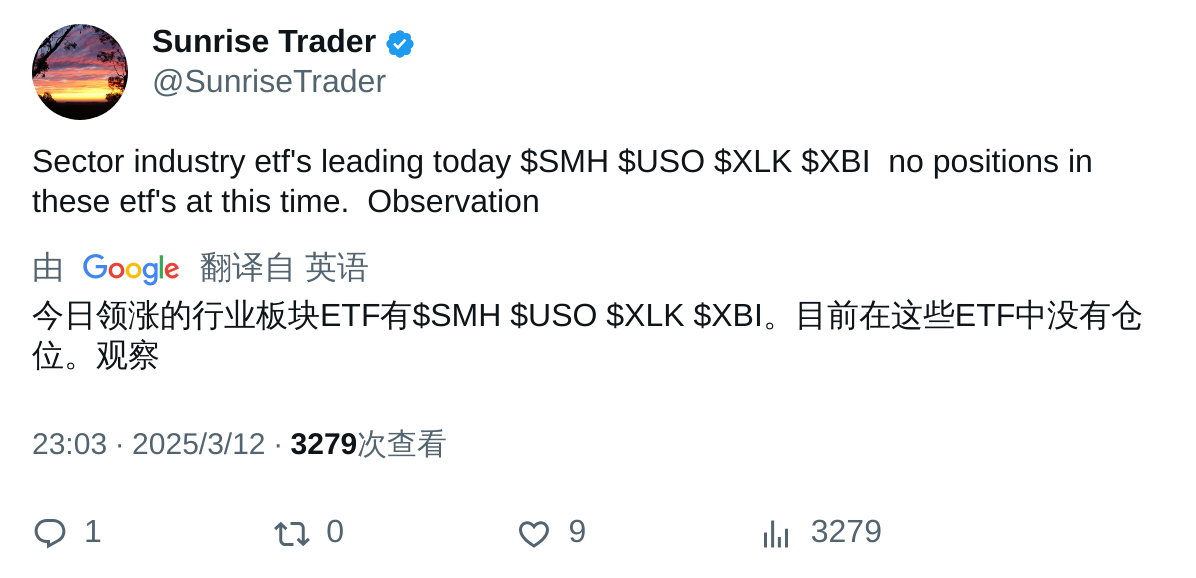 Sunrise Trader
@SunriseTrader
Sector industry etf's leading today $SMH $USO $XLK $XBI  no positions in
these etf's at this time.  Observation
由 Google 翻译自 英语
今日领涨的行业板块ETF有$SMH $USO $XLK $XBI。目前在这些ETF中没有仓
位。观察
23:03 · 2025/3/12 · 3279次查看
1 0 9 3279